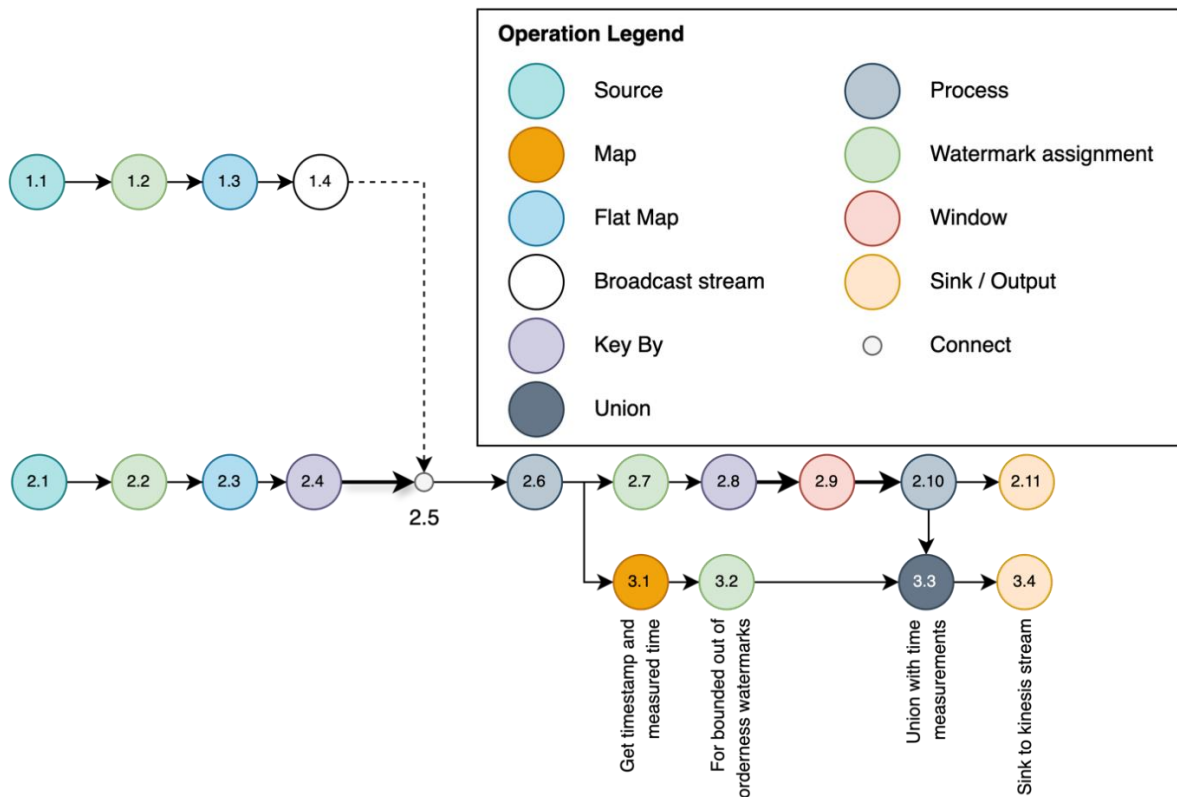 Operation Legend
Source
Process
Map
Watermark assignment
Flat Map
Window
Broadcast stream
Sink / Output
Key By
Connect
Union
1.1
1.2
1.3
1.4
2.1
2.2
2.3
2.4
2.5
2.6
2.7
2.8
2.9
2.10
2.11
3.1
3.2
3.3
3.4
Get timestamp and
measured time
For bounded out of
orderness watermarks
Union with time
measurements
Sink to kinesis stream